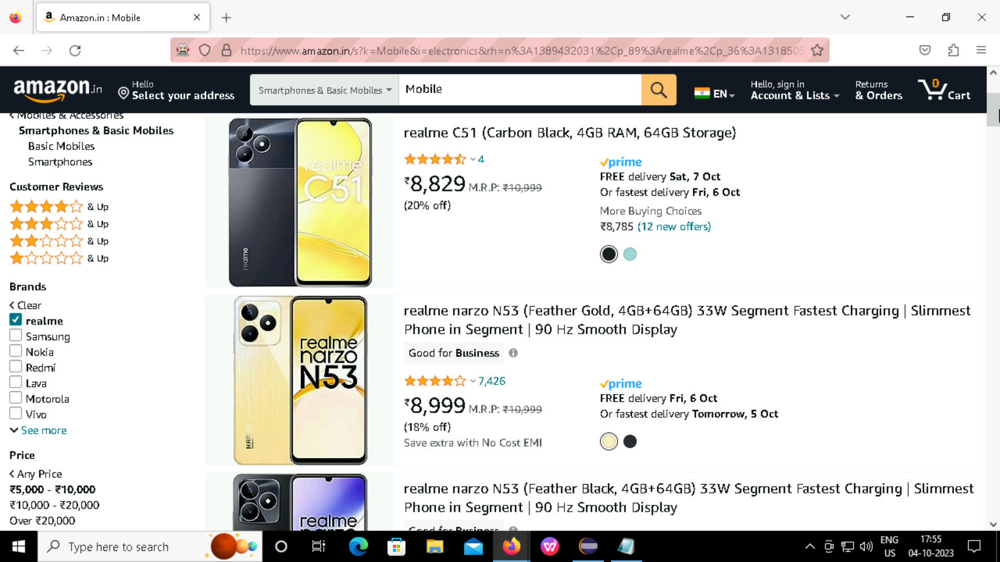 Amazon.in : Mobile
https://www.amazon.in/s?k=Mobile&i=electronics&rh=n%3A1389432031%2Cp_89%3Arealme%2Cp_36%3A1318505
amazon.in
Hello
Select your address
Smartphones & Basic Mobiles
Mobile
EN
Hello, sign in
Account & Lists
Returns
& Orders
0
Cart
Mobiles & Accessories
Smartphones & Basic Mobiles
Basic Mobiles
Smartphones
Customer Reviews
& Up
& Up
& Up
& Up
Brands
Clear
realme
Samsung
Nokia
Redmi
Lava
Motorola
Vivo
See more
Price
Any Price
₹5,000 - ₹10,000
₹10,000 - ₹20,000
Over ₹20,000
realme
realme
C51
realme C51 (Carbon Black, 4GB RAM, 64GB Storage)
4
₹8,829 M.R.P: ₹10,999
(20% off)
prime
FREE delivery Sat, 7 Oct
Or fastest delivery Fri, 6 Oct
More Buying Choices
₹8,785 (12 new offers)
realme
narzo
N53
realme narzo N53 (Feather Gold, 4GB+64GB) 33W Segment Fastest Charging | Slimmest
Phone in Segment | 90 Hz Smooth Display
Good for Business
7,426
₹8,999 M.R.P: ₹10,999
(18% off)
Save extra with No Cost EMI
prime
FREE delivery Fri, 6 Oct
Or fastest delivery Tomorrow, 5 Oct
realme
realme narzo N53 (Feather Black, 4GB+64GB) 33W Segment Fastest Charging | Slimmest
Phone in Segment | 90 Hz Smooth Display
Good for Business
Type here to search
ENG
US
17:55
04-10-2023